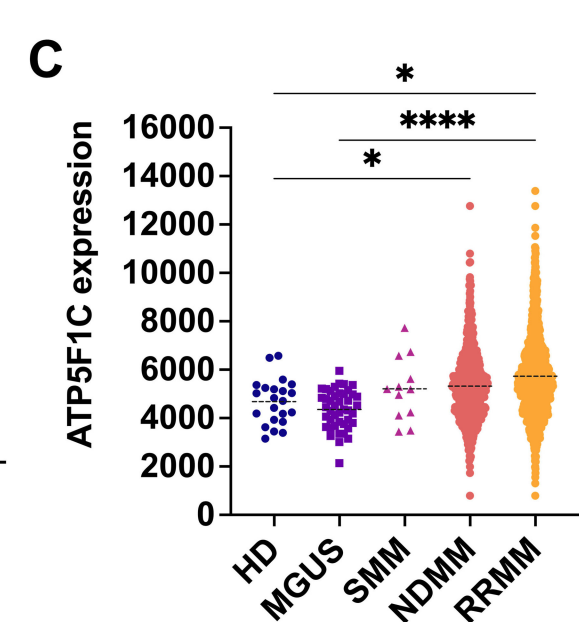 C
*
****
*
ATP5F1C expression
16000
14000
12000
10000
8000
6000
4000
2000
0
HD
MGUS
SMM
NDMM
RRMM